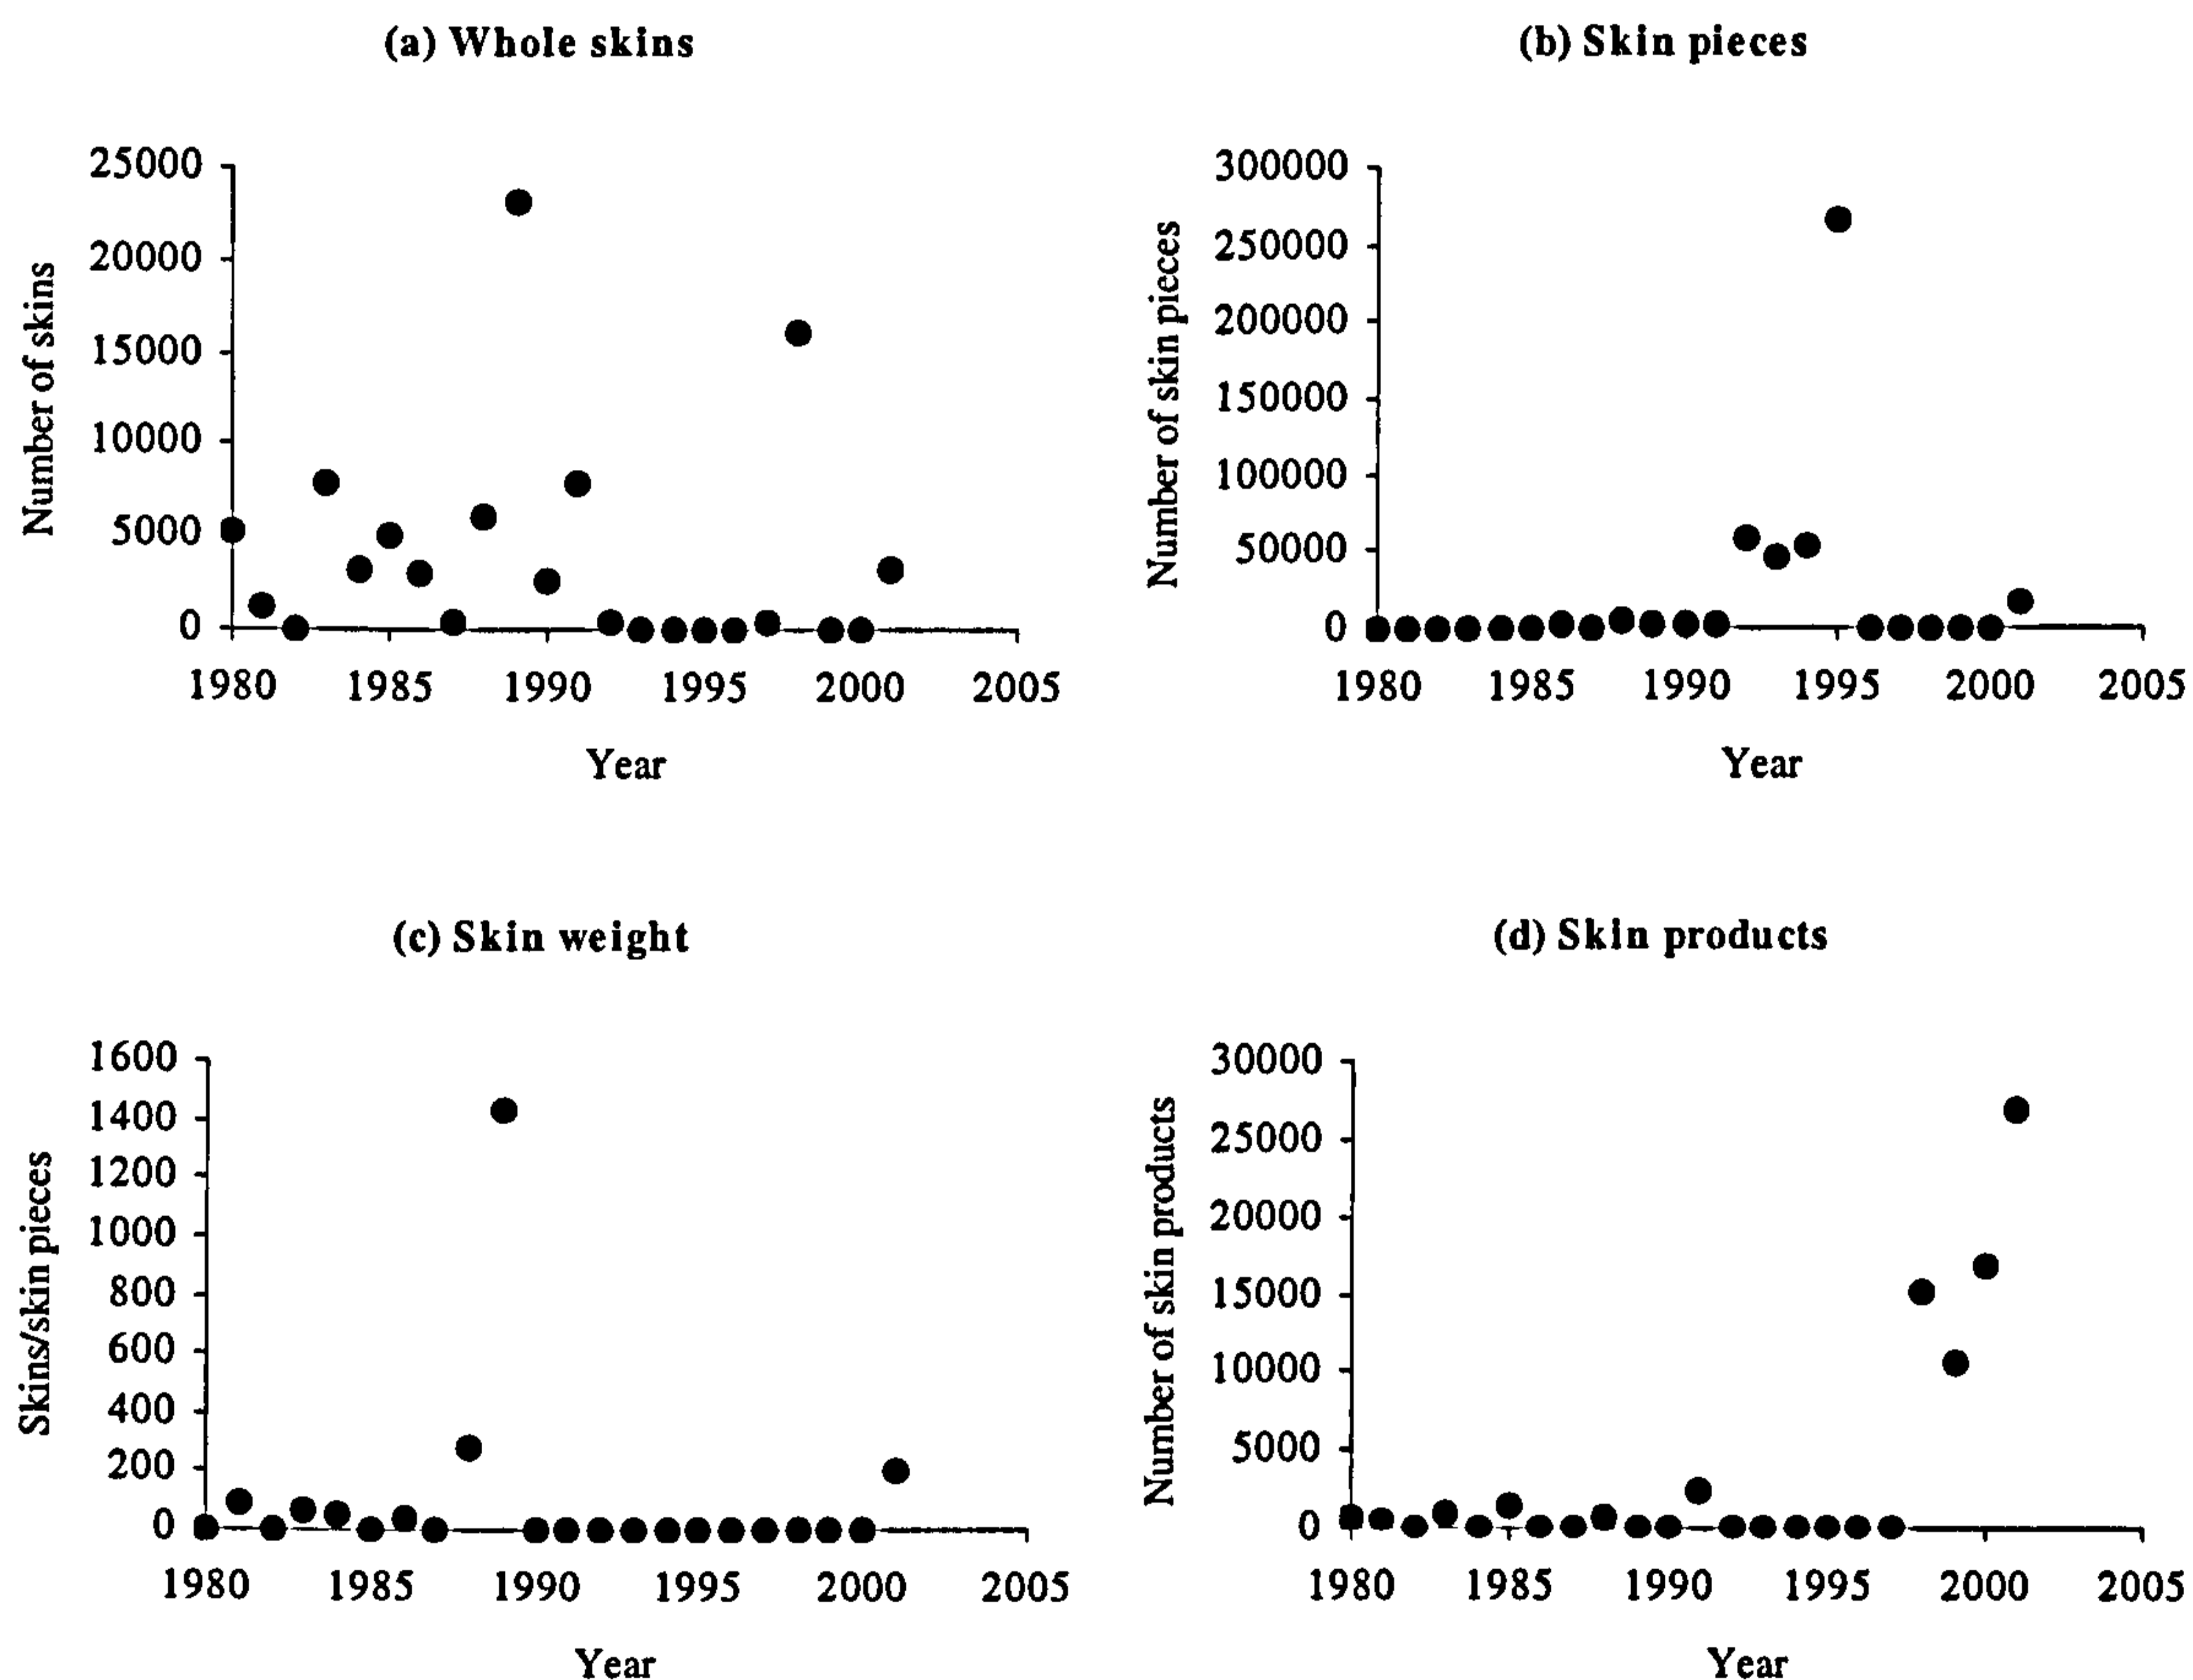 (a) Whole skins
25000
20000
15000
10000
5000
0
Number of skins
1980 1985 1990 1995 2000 2005
Year
(b) Skin pieces
300000
250000
200000
150000
100000
50000
0
Number of skin pieces
1980 1985 1990 1995 2000 2005
Year
(c) Skin weight
1600
1400
1200
1000
800
600
400
200
0
Skins/skin pieces
1980 1985 1990 1995 2000 2005
Year
(d) Skin products
30000
25000
20000
15000
10000
5000
0
Number of skin products
1980 1985 1990 1995 2000 2005
Year